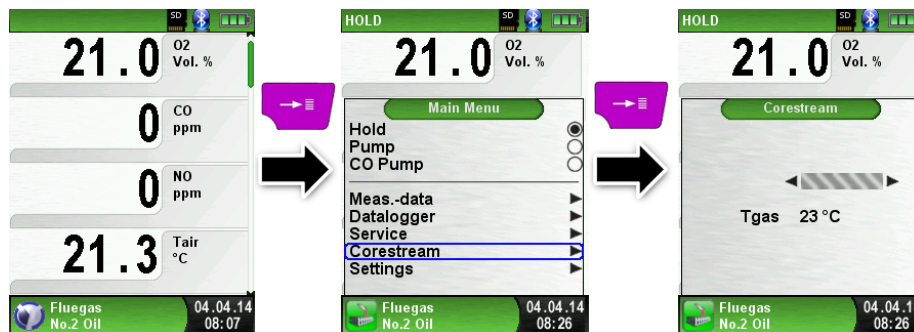 SD
21.0 O2 Vol. %
0 CO ppm
0 NO ppm
21.3 Tair °C
Fluegas 04.04.14
No.2 Oil 08:07
HOLD SD
21.0 O2 Vol. %
Main Menu
Hold
Pump
CO Pump
Meas.-data
Datalogger
Service
Corestream
Settings
Fluegas 04.04.14
No.2 Oil 08:26
HOLD SD
21.0 O2 Vol. %
Corestream
Tgas 23 °C
Fluegas 04.04.1
No.2 Oil 08:26